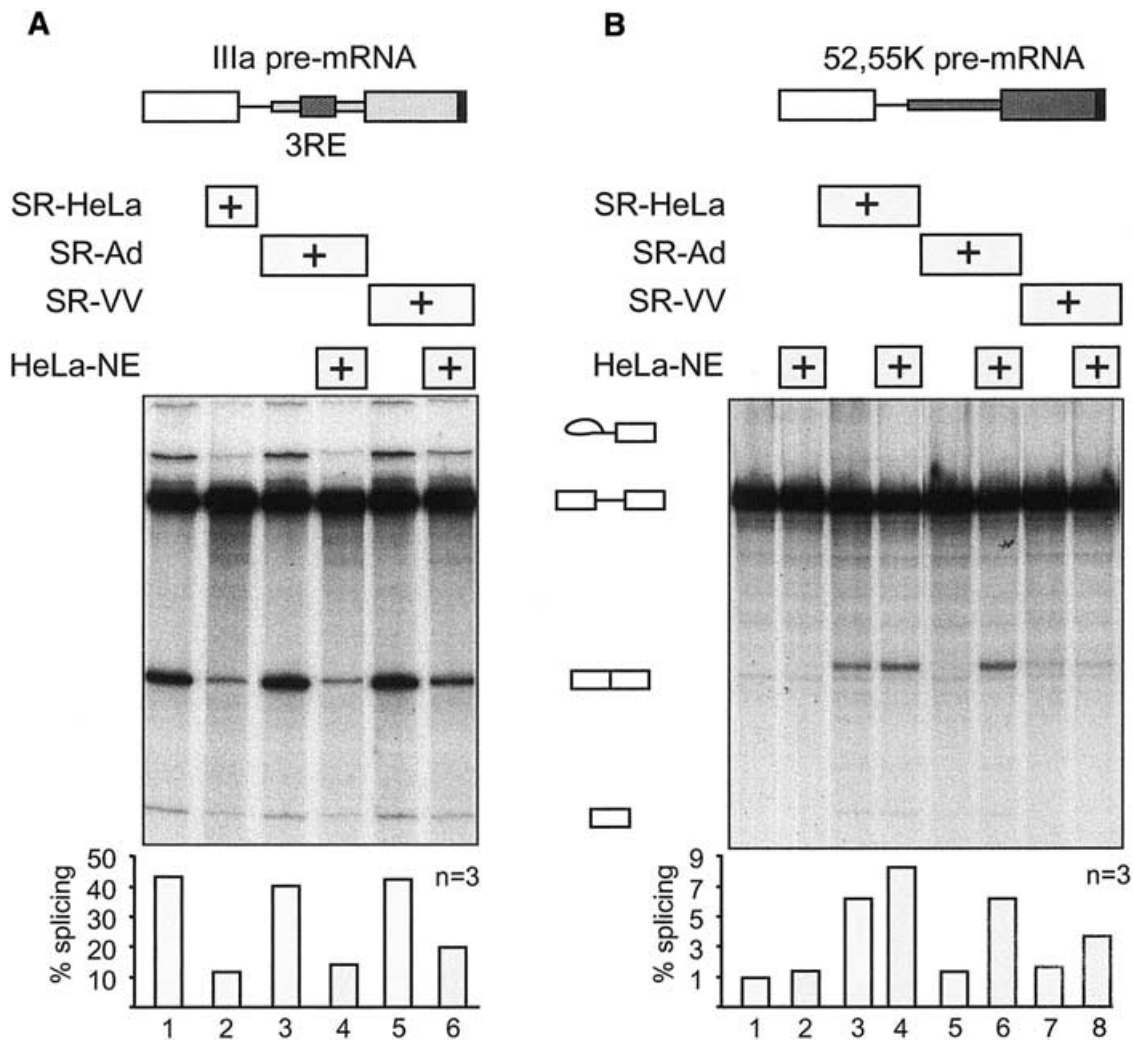 A
IIIa pre-mRNA
3RE
SR-HeLa +
SR-Ad +
SR-VV +
HeLa-NE + +
% splicing
50
40
30
20
10
n=3
1 2 3 4 5 6
B
52,55K pre-mRNA
SR-HeLa +
SR-Ad +
SR-VV +
HeLa-NE + + + +
% splicing
9
7
5
3
1
n=3
1 2 3 4 5 6 7 8